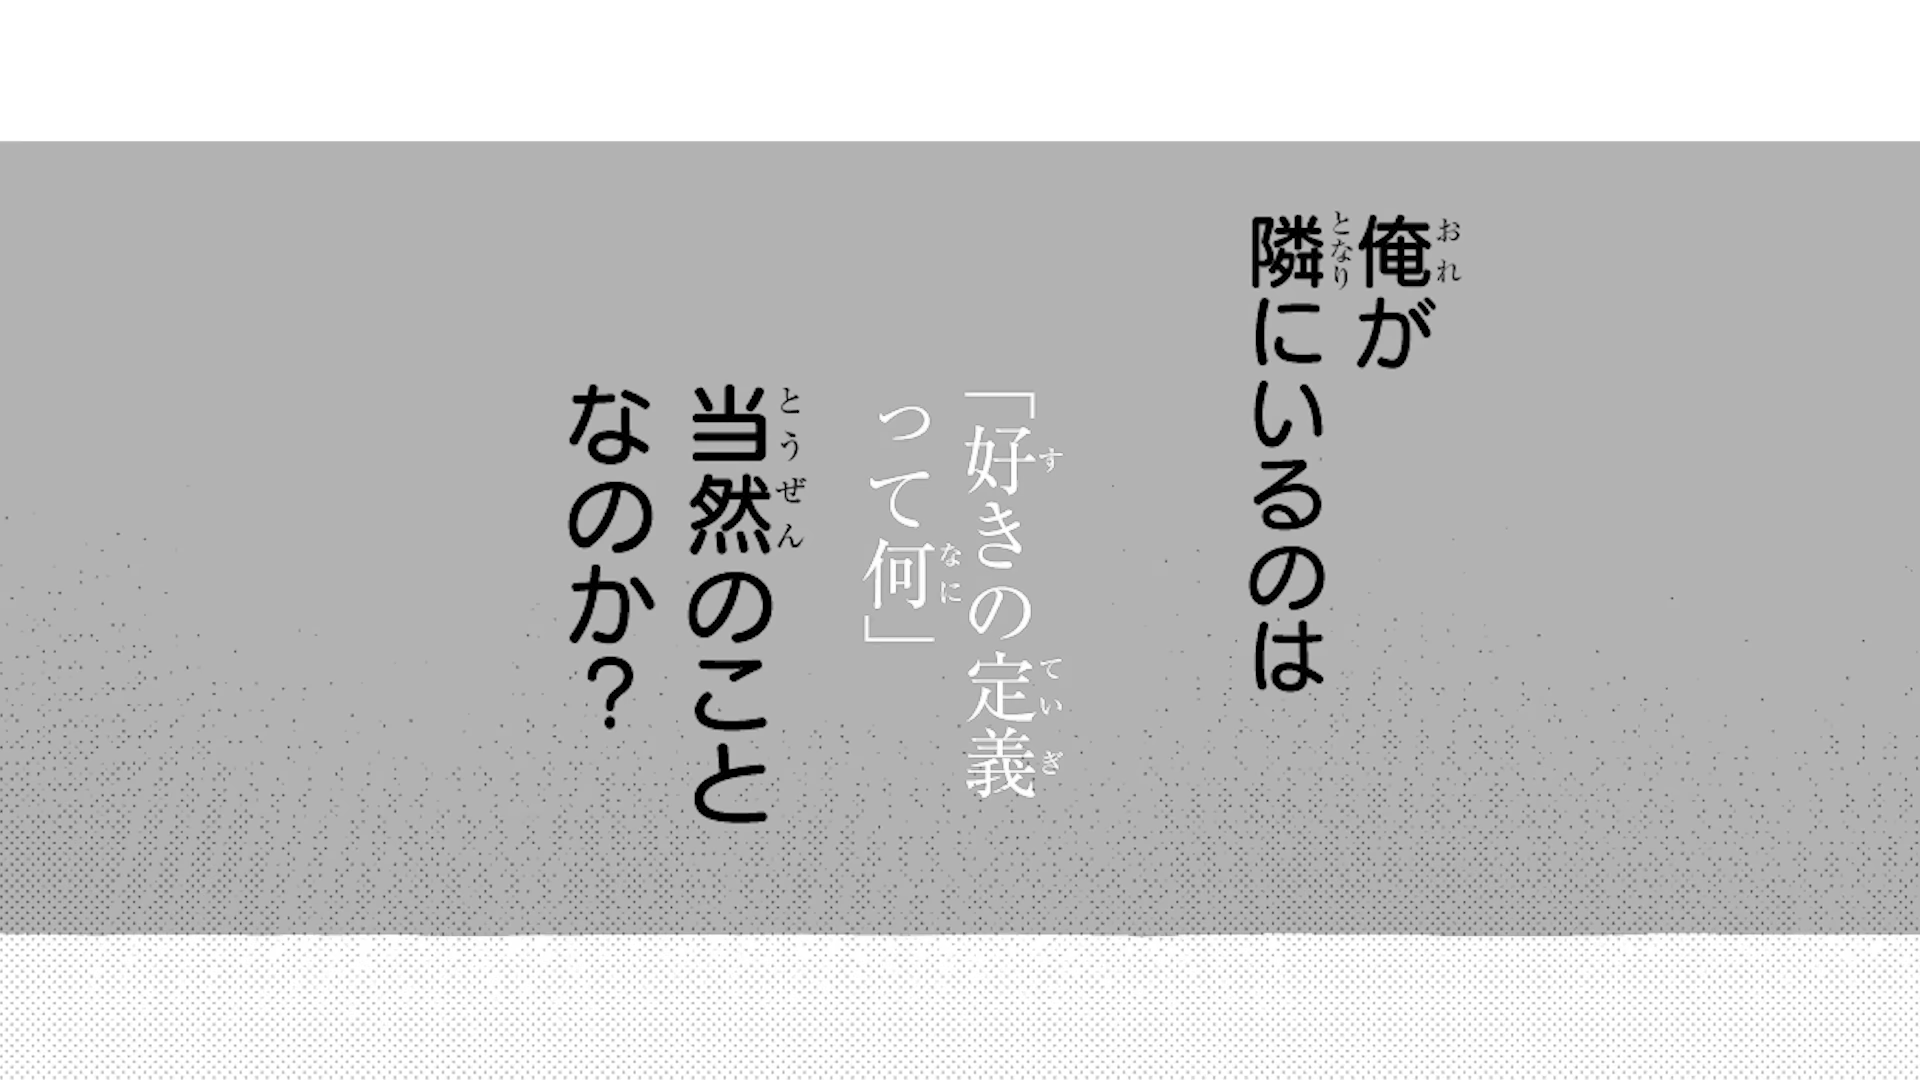 俺が
隣にいるのは
「好きの定義
って何」
当然のこと
なのか?